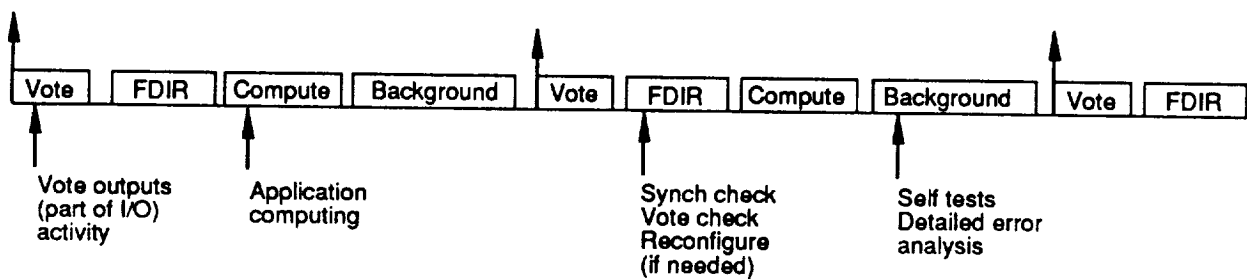 Vote FDIR Compute Background Vote FDIR Compute Background Vote FDIR
Vote outputs
(part of I/O)
activity
Application
computing
Synch check
Vote check
Reconfigure
(if needed)
Self tests
Detailed error
analysis